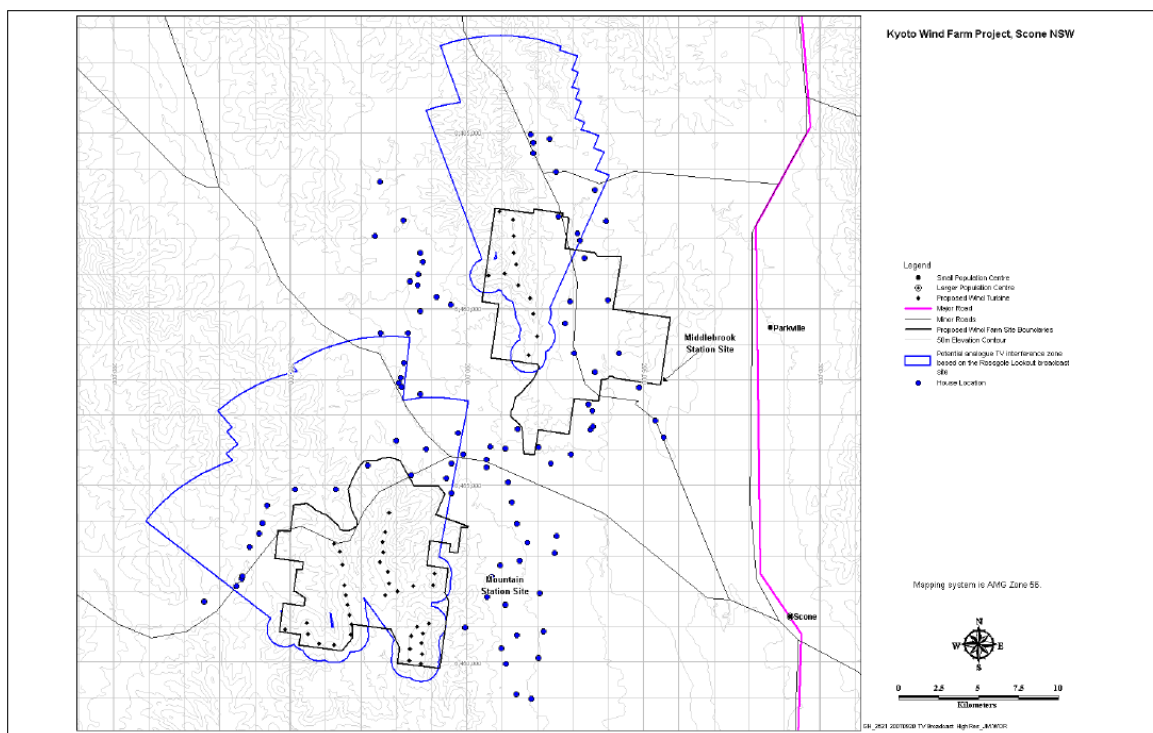 Kyoto Wind Farm Project, Scone NSW
Legend
Small Population Centre
Larger Population Centre
Proposed Wind Turbine
Major Road
Minor Roads
Proposed Wind Farm Site Boundaries
50m Elevation Contour
Potential analogue TV interference zone
based on the Rossgole Lookout broadcast
site
House Location
Parkville
Middlebrook
Station Site
Mountain
Station Site
Scone
Mapping system is AMG Zone 56.
N
W E
S
0 2.5 5 7.5 10
Kilometers